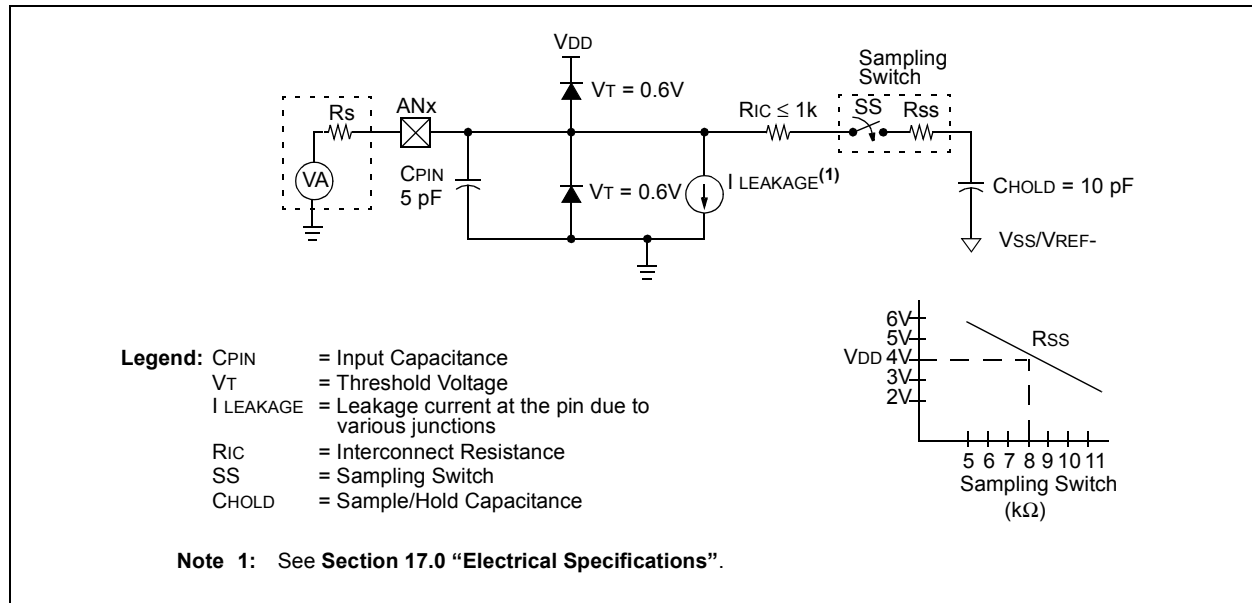 VDD
Sampling
Switch
VT = 0.6V
Rs
ANx
RIC ≤ 1k
SS
Rss
VA
CPIN
5 pF
VT = 0.6V
I LEAKAGE(1)
CHOLD = 10 pF
VSS/VREF-
6V
5V
VDD 4V
3V
2V
RSS
5 6 7 8 9 10 11
Sampling Switch
(kΩ)
Legend: CPIN = Input Capacitance
VT = Threshold Voltage
I LEAKAGE = Leakage current at the pin due to
various junctions
RIC = Interconnect Resistance
SS = Sampling Switch
CHOLD = Sample/Hold Capacitance
Note 1: See Section 17.0 “Electrical Specifications”.